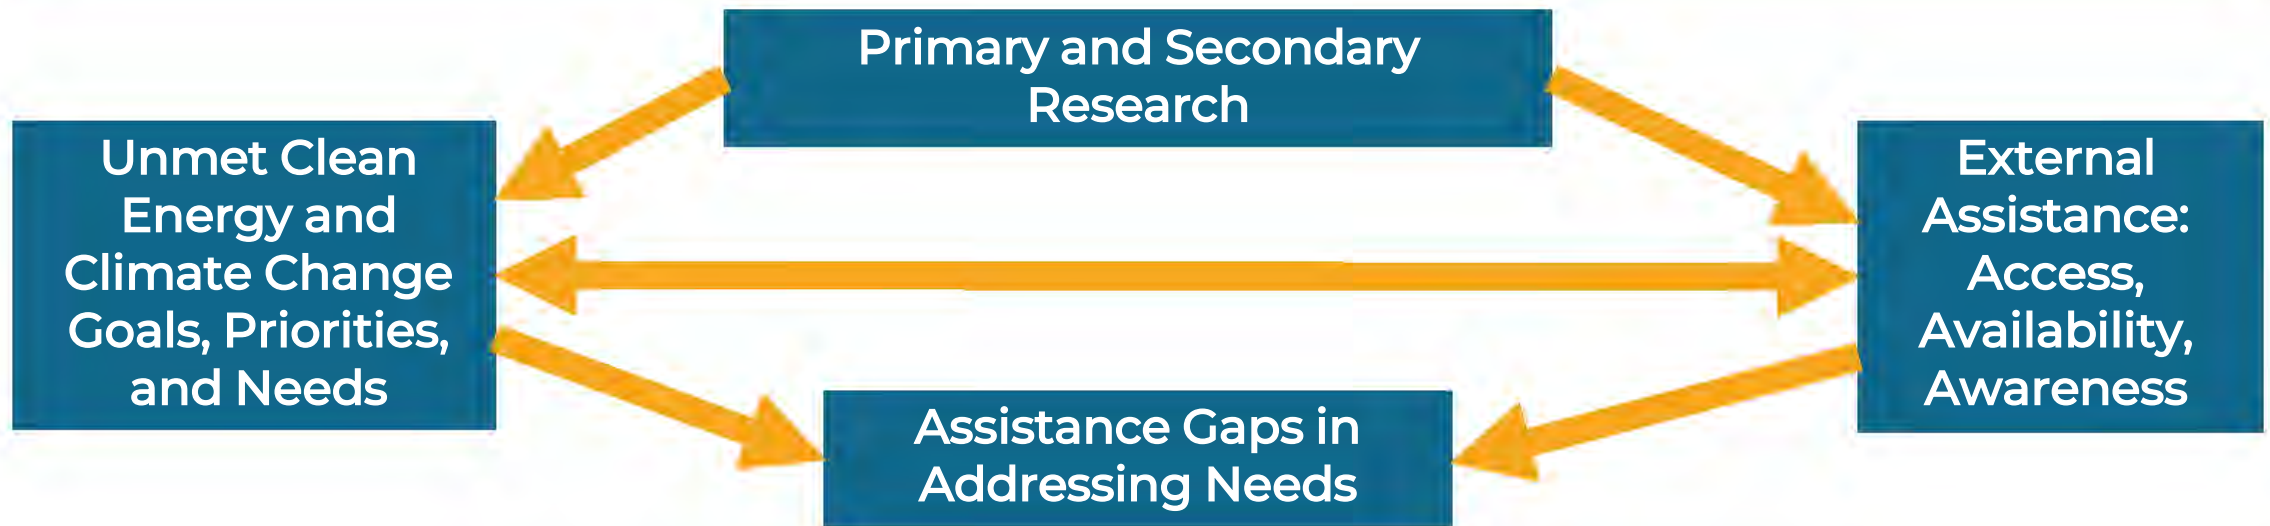 Primary and Secondary
Research
Unmet Clean
Energy and
Climate Change
Goals, Priorities,
and Needs
External
Assistance:
Access,
Availability,
Awareness
Assistance Gaps in
Addressing Needs